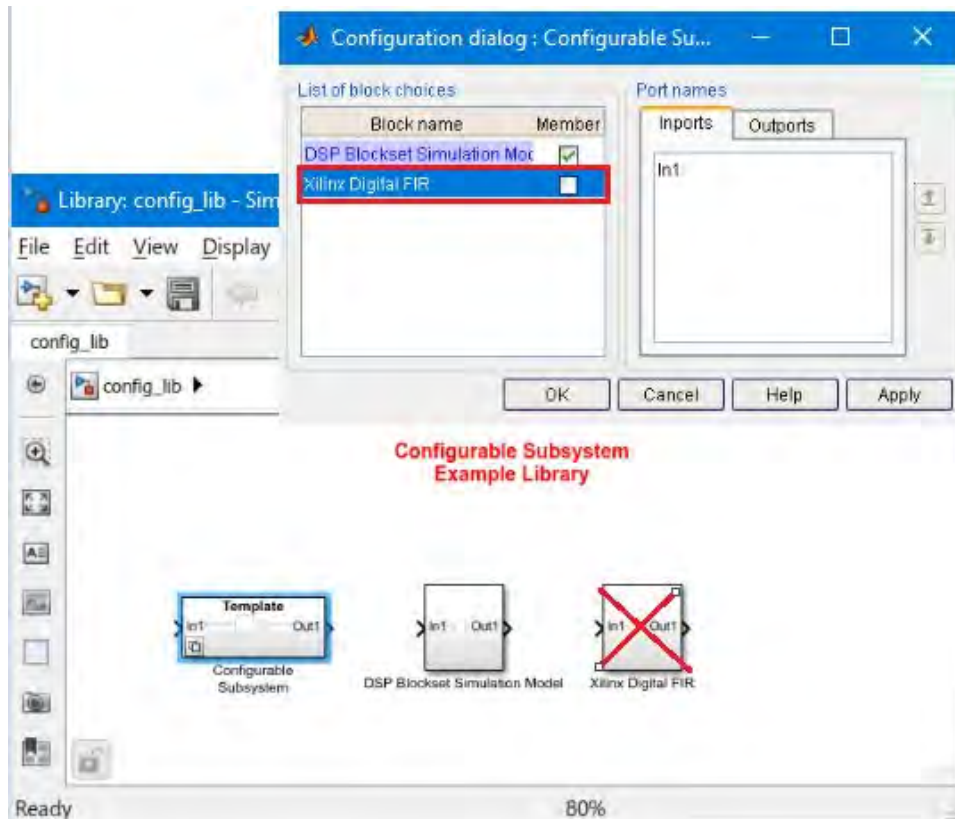 Configuration dialog : Configurable Su...
List of block choices
Port names
Block name Member
Inports Outports
DSP Blockset Simulation Moc
In1
Xilinx Digital FIR
Library: config_lib - Sim
File Edit View Display
config_lib
config_lib
OK Cancel Help Apply
Configurable Subsystem
Example Library
Template
In1 Out1
In1 Out1
In1 Out1
Configurable
Subsystem
DSP Blockset Simulation Model
Xilinx Digital FIR
Ready 80%